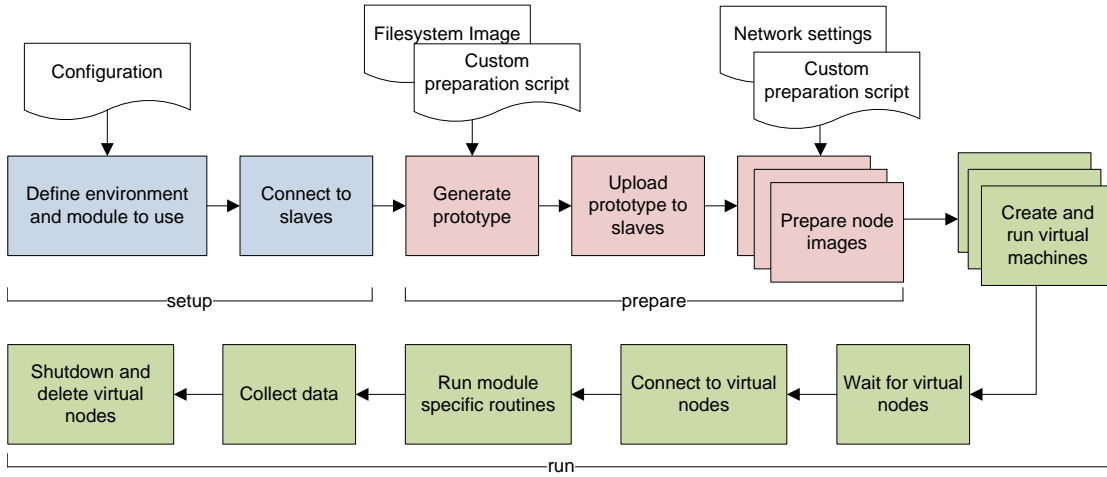 Configuration
Filesystem Image
Custom
preparation script
Network settings
Custom
preparation script
Define environment
and module to use
Connect to
slaves
Generate
prototype
Upload
prototype to
slaves
Prepare node
images
Create and
run virtual
machines
setup
prepare
Shutdown and
delete virtual
nodes
Collect data
Run module
specific routines
Connect to virtual
nodes
Wait for virtual
nodes
run